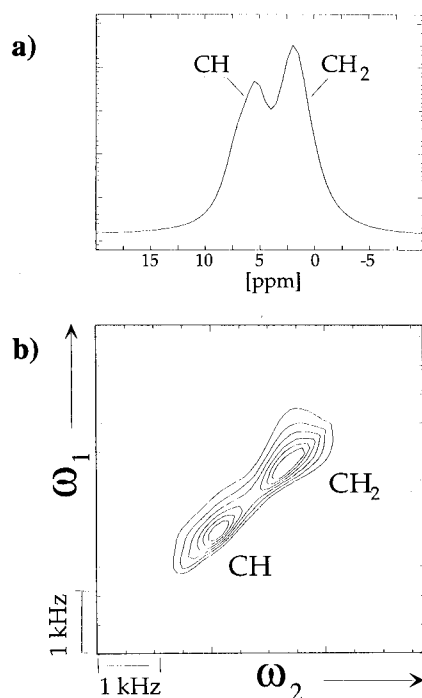 a)
CH
CH₂
15 10 5 0 -5
[ppm]
b)
ω₁
CH₂
CH
1 kHz
1 kHz
ω₂